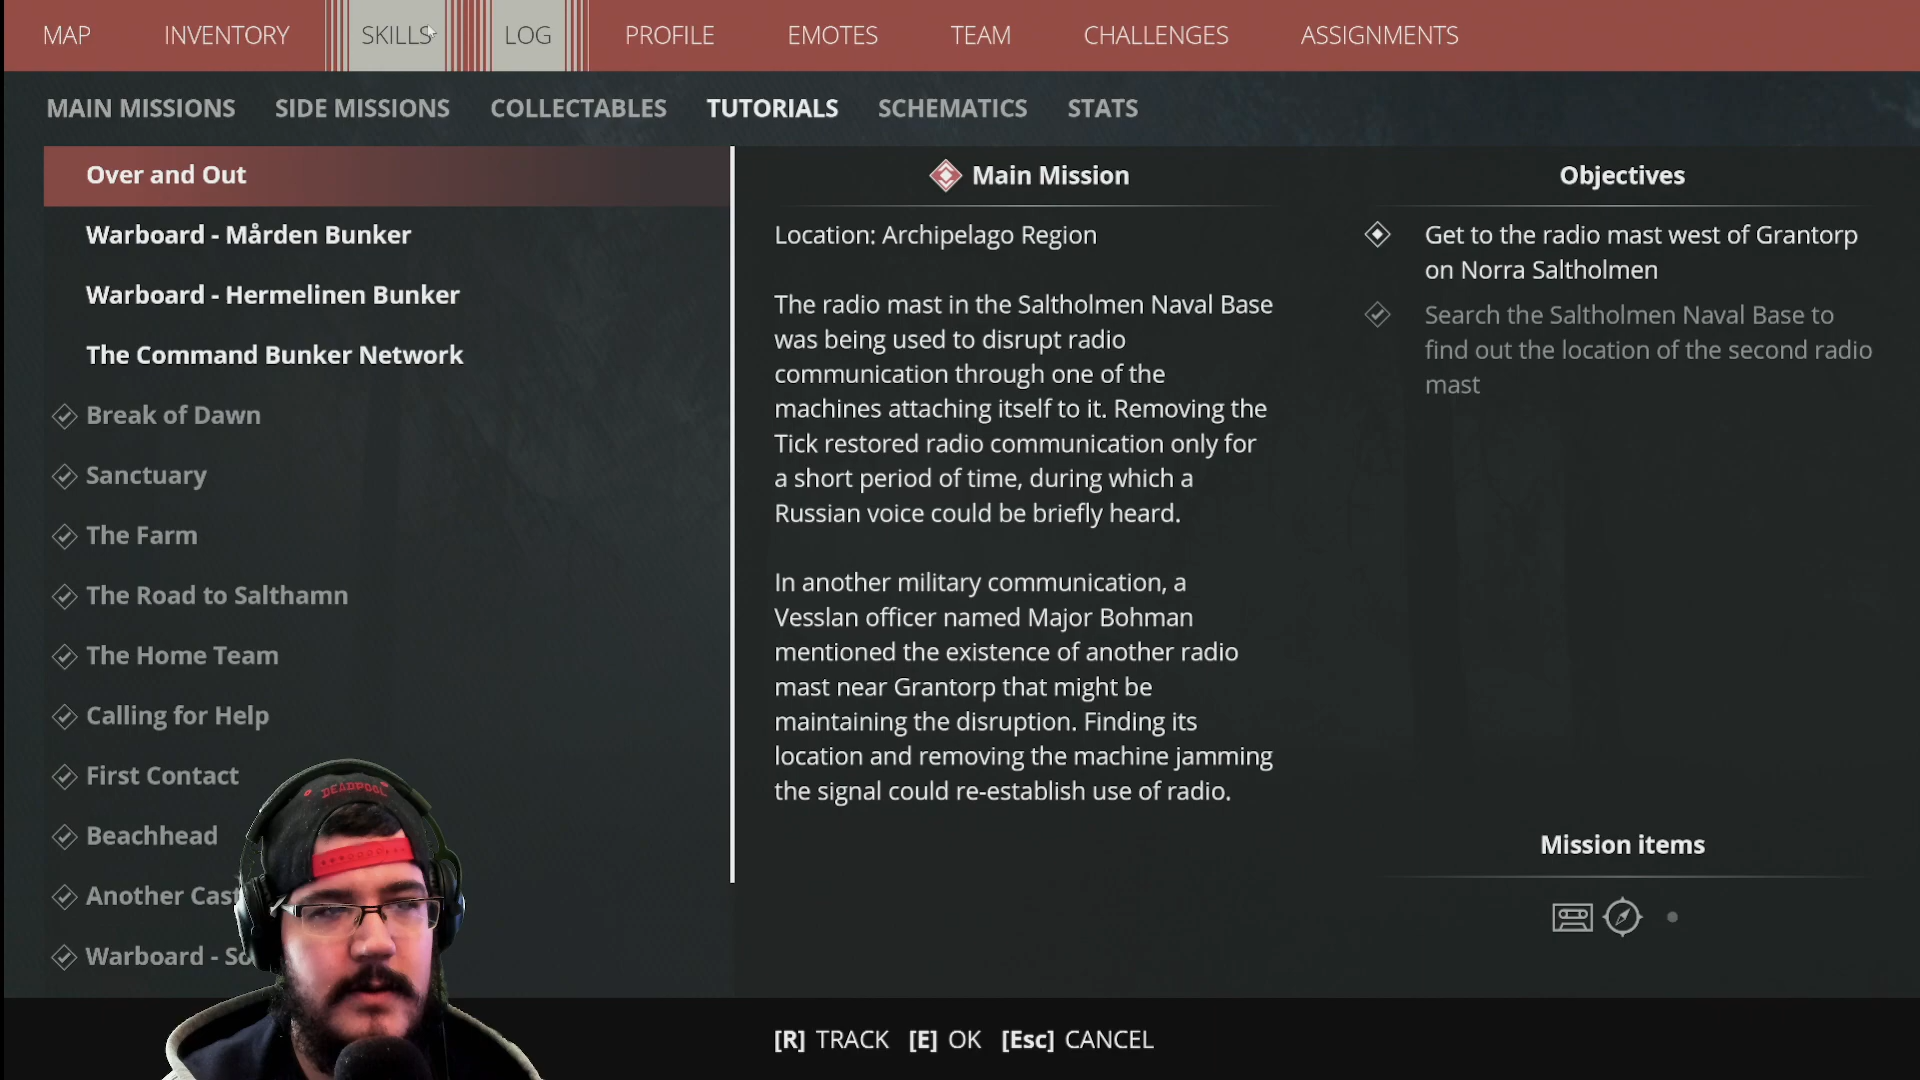 MAP INVENTORY SKILLS LOG PROFILE EMOTES TEAM CHALLENGES ASSIGNMENTS
MAIN MISSIONS SIDE MISSIONS COLLECTABLES TUTORIALS SCHEMATICS STATS
Over and Out
Warboard - Mården Bunker
Warboard - Hermelinen Bunker
The Command Bunker Network
Break of Dawn
Sanctuary
The Farm
The Road to Salthamn
The Home Team
Calling for Help
First Contact
Beachhead
Another
Warboard -
DEADPOOL
Main Mission
Location: Archipelago Region
The radio mast in the Saltholmen Naval Base
was being used to disrupt radio
communication through one of the
machines attaching itself to it. Removing the
Tick restored radio communication only for
a short period of time, during which a
Russian voice could be briefly heard.
In another military communication, a
Vesslan officer named Major Bohman
mentioned the existence of another radio
mast near Grantorp that might be
maintaining the disruption. Finding its
location and removing the machine jamming
the signal could re-establish use of radio.
Objectives
Get to the radio mast west of Grantorp
on Norra Saltholmen
Search the Saltholmen Naval Base to
find out the location of the second radio
mast
Mission items
[R] TRACK [E] OK [Esc] CANCEL